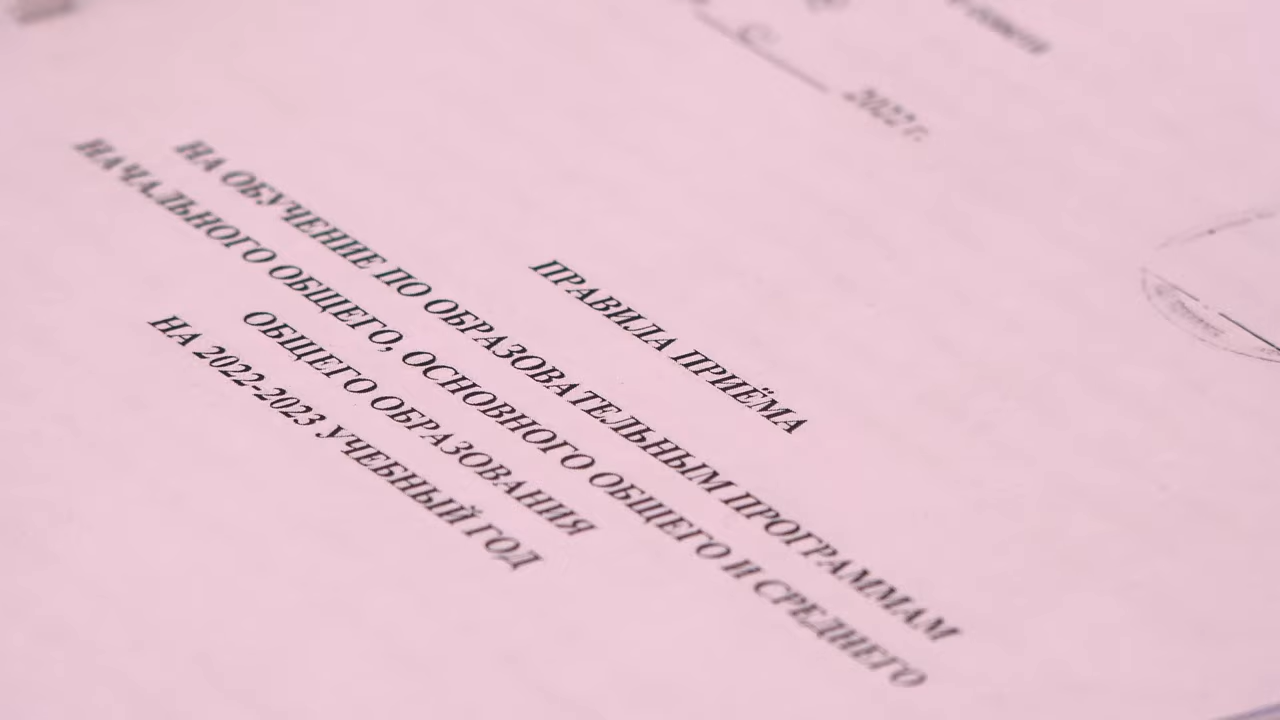 2022 г.
ПРАВИЛА ПРИЁМА
НА ОБУЧЕНИЕ ПО ОБРАЗОВАТЕЛЬНЫМ ПРОГРАММАМ
НАЧАЛЬНОГО ОБЩЕГО, ОСНОВНОГО ОБЩЕГО И СРЕДНЕГО
ОБЩЕГО ОБРАЗОВАНИЯ
НА 2022-2023 УЧЕБНЫЙ ГОД